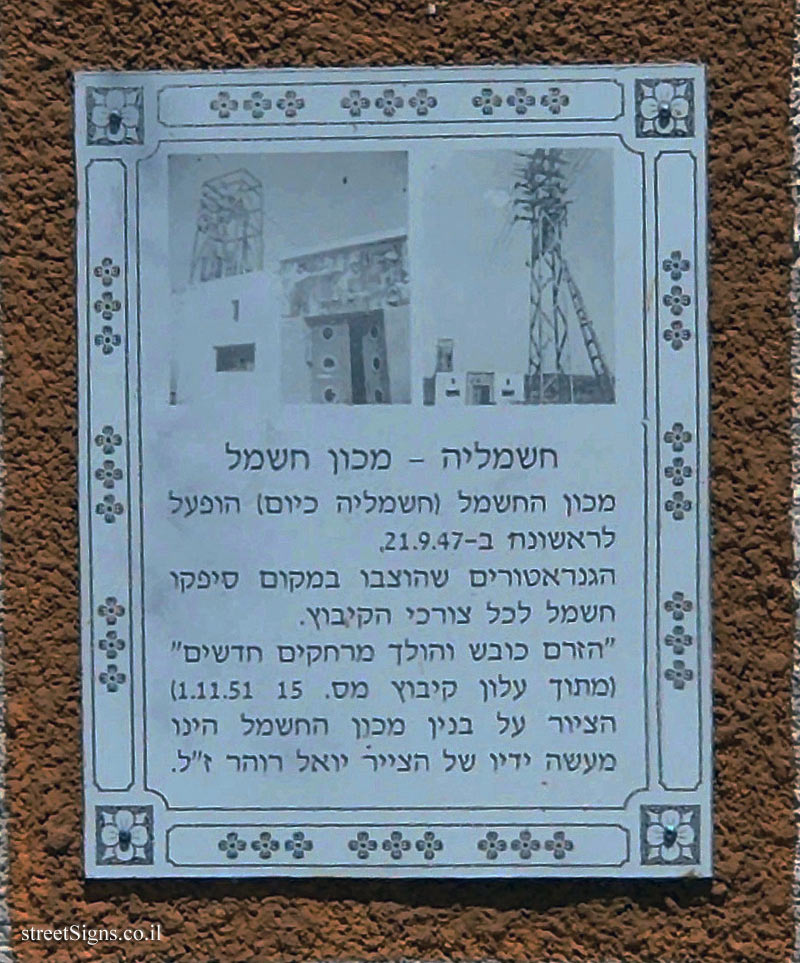 חשמליה – מכון חשמל
מכון החשמל (חשמליה כיום) הופעל
לראשונה ב-21.9.47.
הגנראטורים שהוצבו במקום סיפקו
חשמל לכל צורכי הקיבוץ.
"הזרם כובש והולך מרחקים חדשים"
(מתוך עלון קיבוץ מס. 15 1.11.51)
הציור על בנין מכון החשמל הינו
מעשה ידיו של הצייר יואל רוהר ז"ל.
streetSigns.co.il